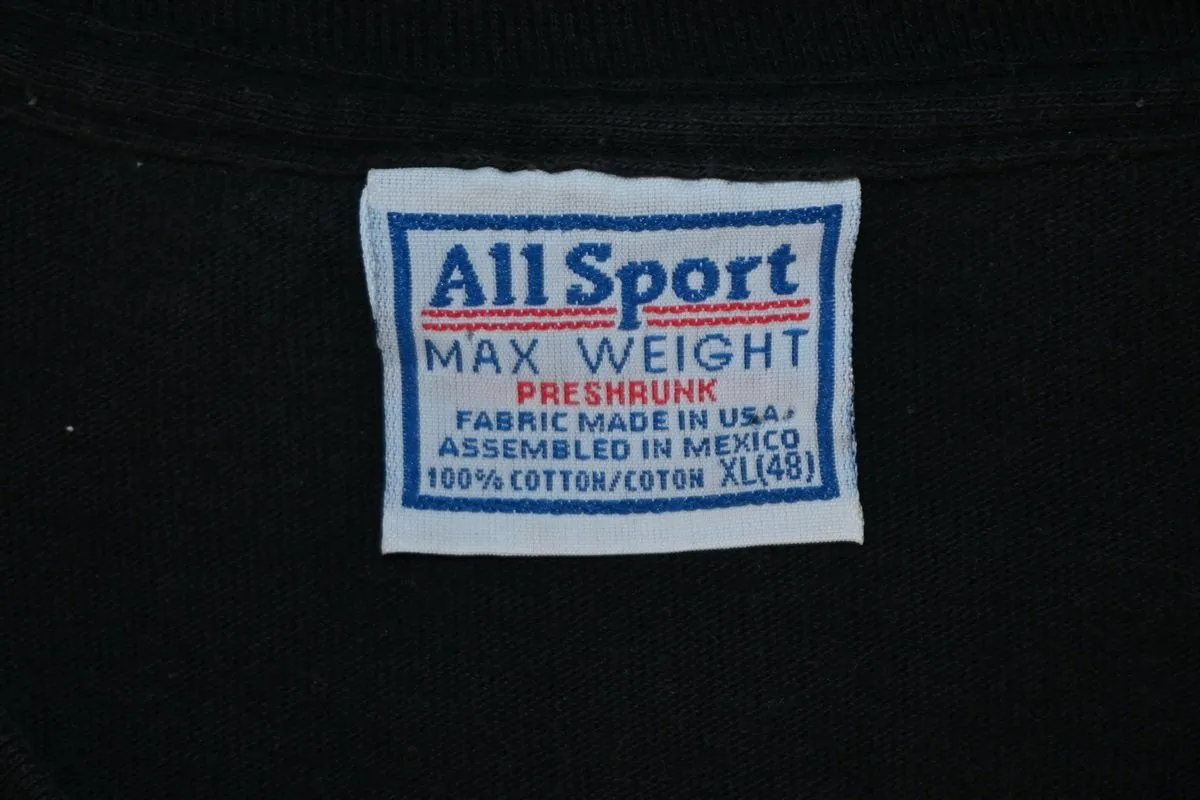 All Sport
MAX WEIGHT
PRESHRUNK
FABRIC MADE IN USA.
ASSEMBLED IN MEXICO
100% COTTON/COTON XL(48)